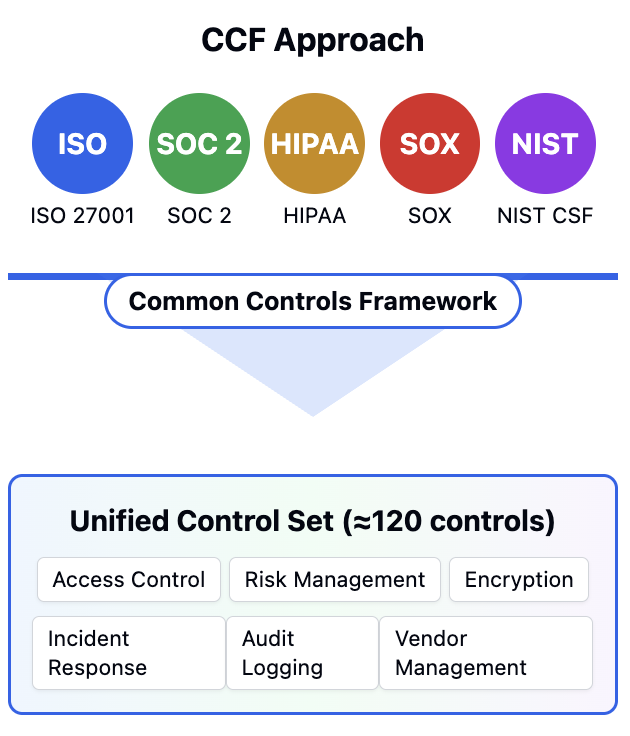 CCF Approach
ISO
SOC 2
HIPAA
SOX
NIST
ISO 27001
SOC 2
HIPAA
SOX
NIST CSF
Common Controls Framework
Unified Control Set (≈120 controls)
Access Control
Risk Management
Encryption
Incident
Response
Audit
Logging
Vendor
Management